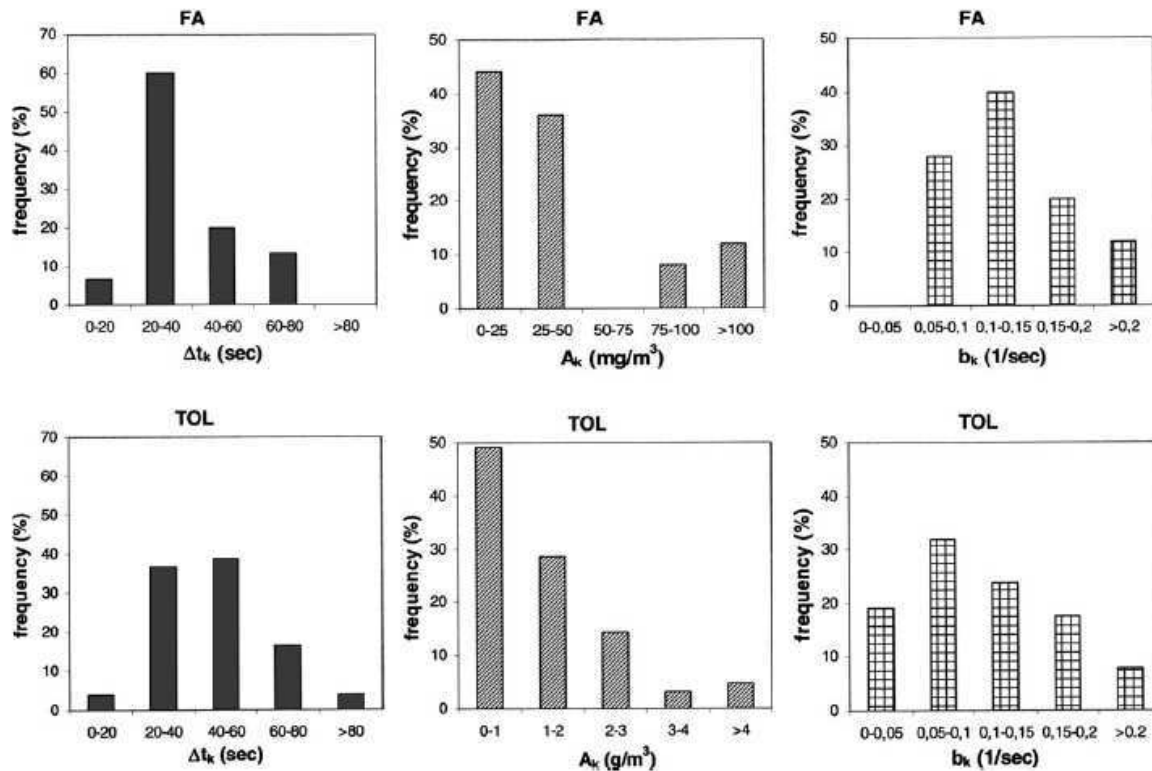 FA
70
60
50
40
30
20
10
0
frequency (%)
0-20 20-40 40-60 60-80 >80
Δtₖ (sec)
FA
50
40
30
20
10
0
frequency (%)
0-25 25-50 50-75 75-100 >100
Aₖ (mg/m³)
FA
50
40
30
20
10
0
frequency (%)
0-0,05 0,05-0,1 0,1-0,15 0,15-0,2 >0,2
bₖ (1/sec)
TOL
70
60
50
40
30
20
10
0
frequency (%)
0-20 20-40 40-60 60-80 >80
Δtₖ (sec)
TOL
50
40
30
20
10
0
frequency (%)
0-1 1-2 2-3 3-4 >4
Aₖ (g/m³)
TOL
50
40
30
20
10
0
frequency (%)
0-0,05 0,05-0,1 0,1-0,15 0,15-0,2 >0.2
bₖ (1/sec)